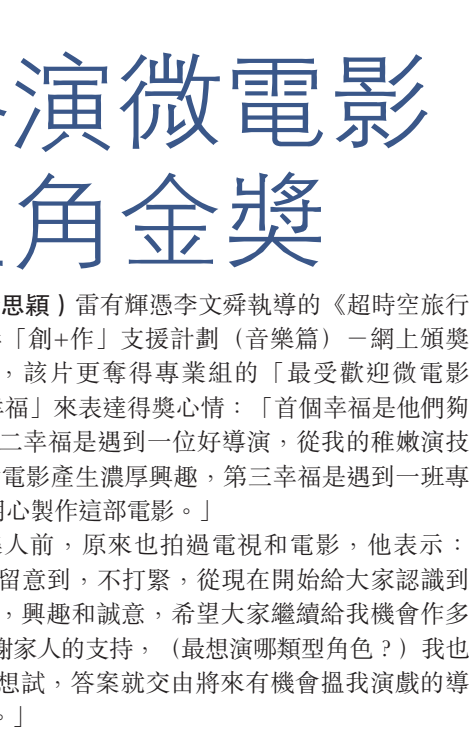 演微電影
角金獎
思穎）雷有輝憑李文舜執導的《超時空旅行
「創+作」支援計劃（音樂篇）－網上頒獎
，該片更奪得專業組的「最受歡迎微電影
幸福」來表達得獎心情：「首個幸福是他們夠
二幸福是遇到一位好導演，從我的稚嫩演技
電影產生濃厚興趣，第三幸福是遇到一班專
用心製作這部電影。」
人前，原來也拍過電視和電影，他表示：
留意到，不打緊，從現在開始給大家認識到
，興趣和誠意，希望大家繼續給我機會作多
謝家人的支持，（最想演哪類型角色？）我也
想試，答案就交由將來有機會搵我演戲的導
。」